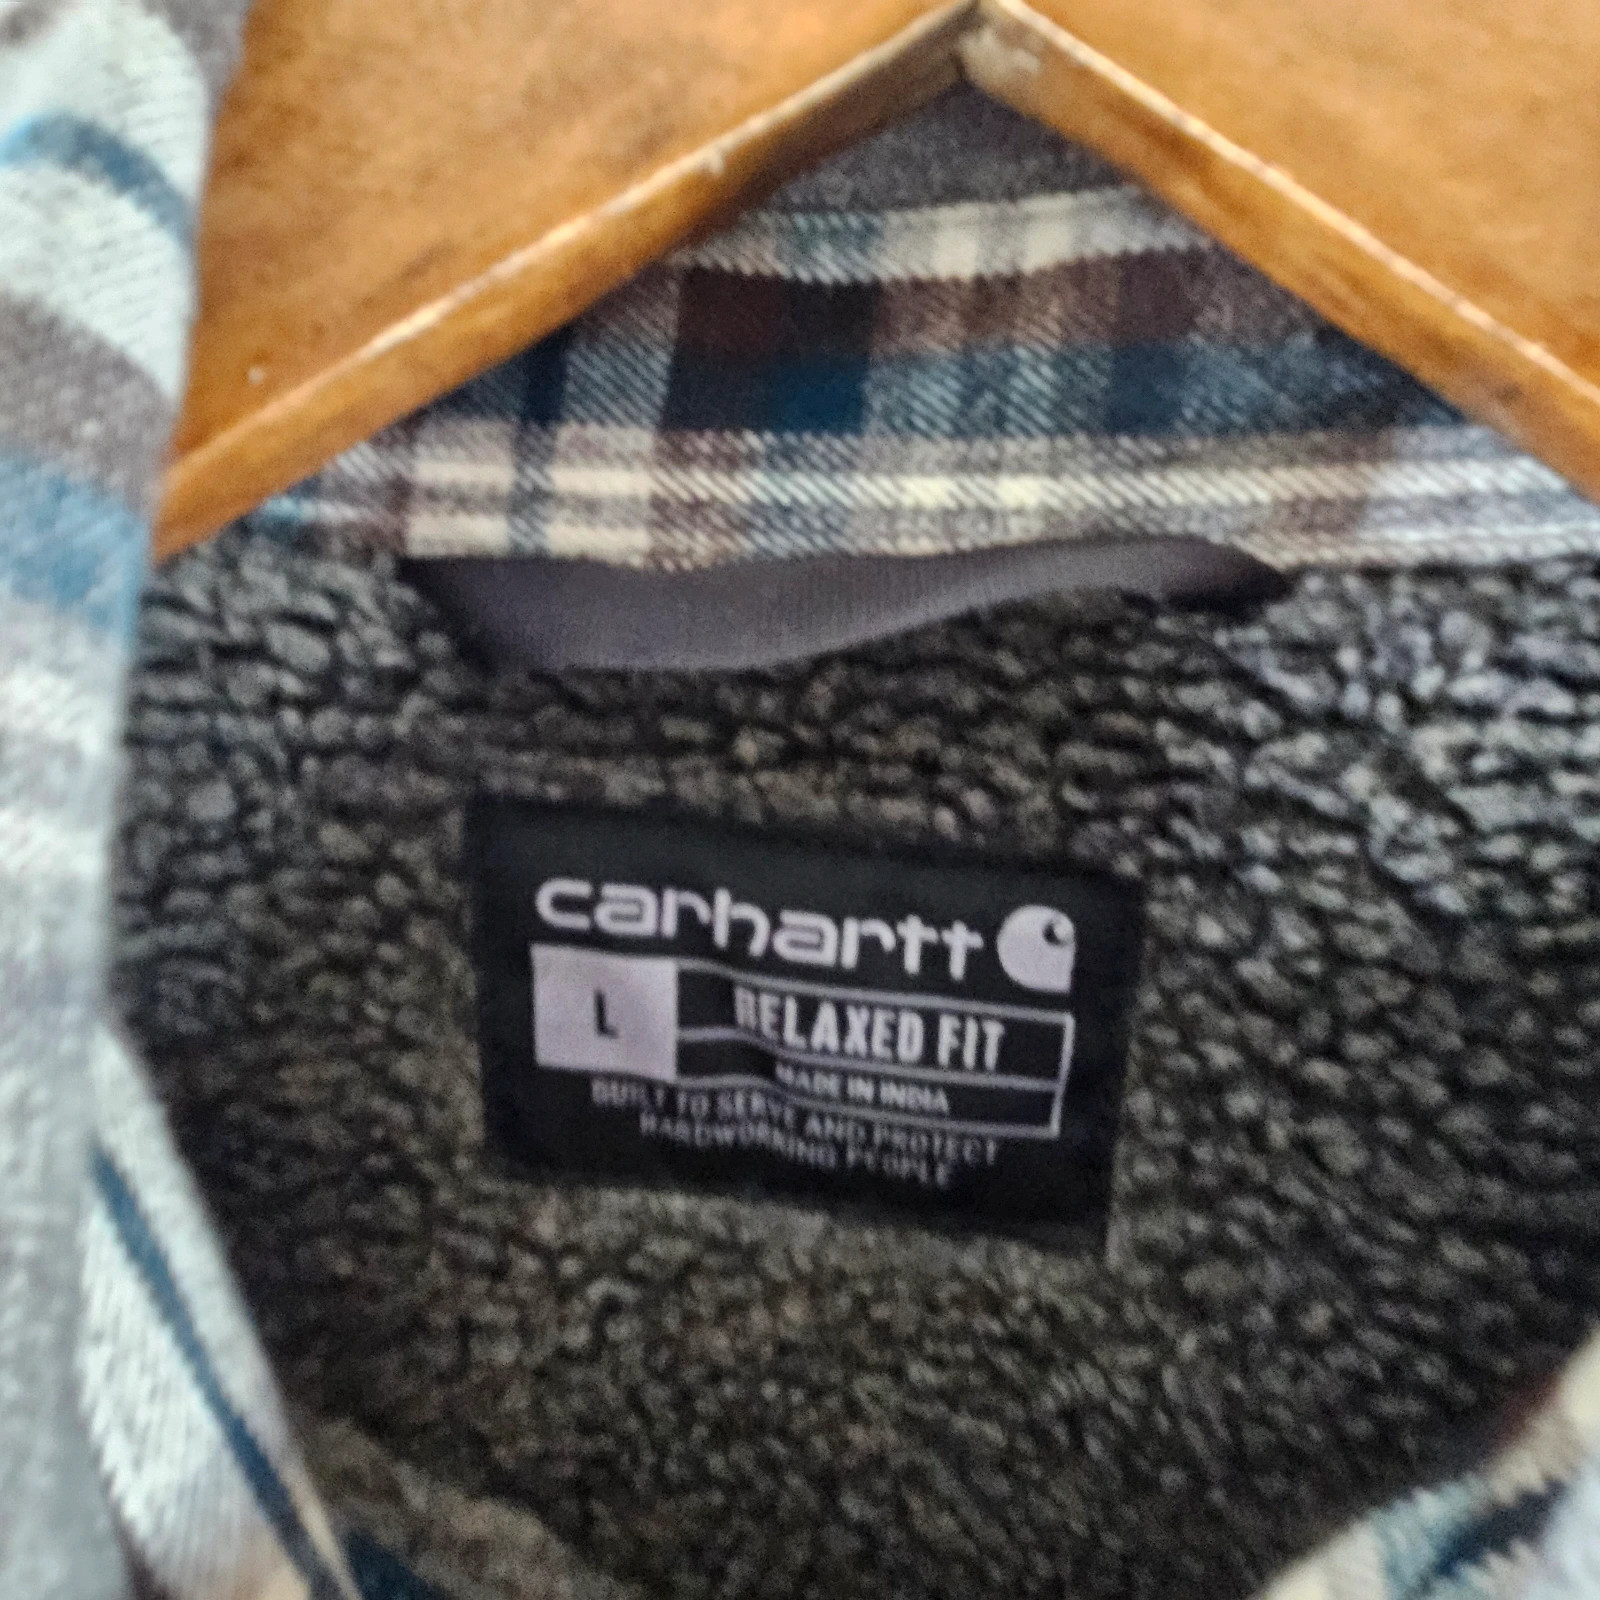 carhartt
L
RELAXED FIT
MADE IN INDIA
BUILT TO SERVE AND PROTECT
HARDWORKING PEOPLE